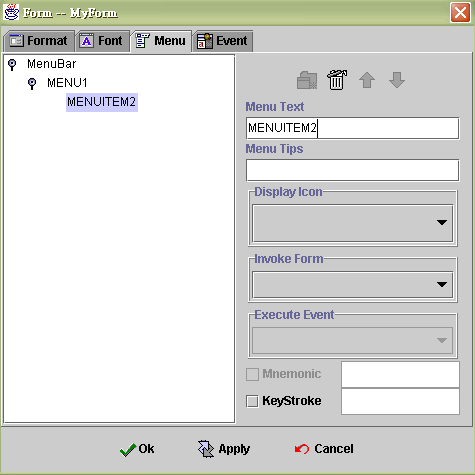 Form -- MyForm
Format Font Menu Event
MenuBar
MENU1
MENUITEM2
Menu Text
MENUITEM2
Menu Tips
Display Icon
Invoke Form
Execute Event
Mnemonic
KeyStroke
Ok Apply Cancel